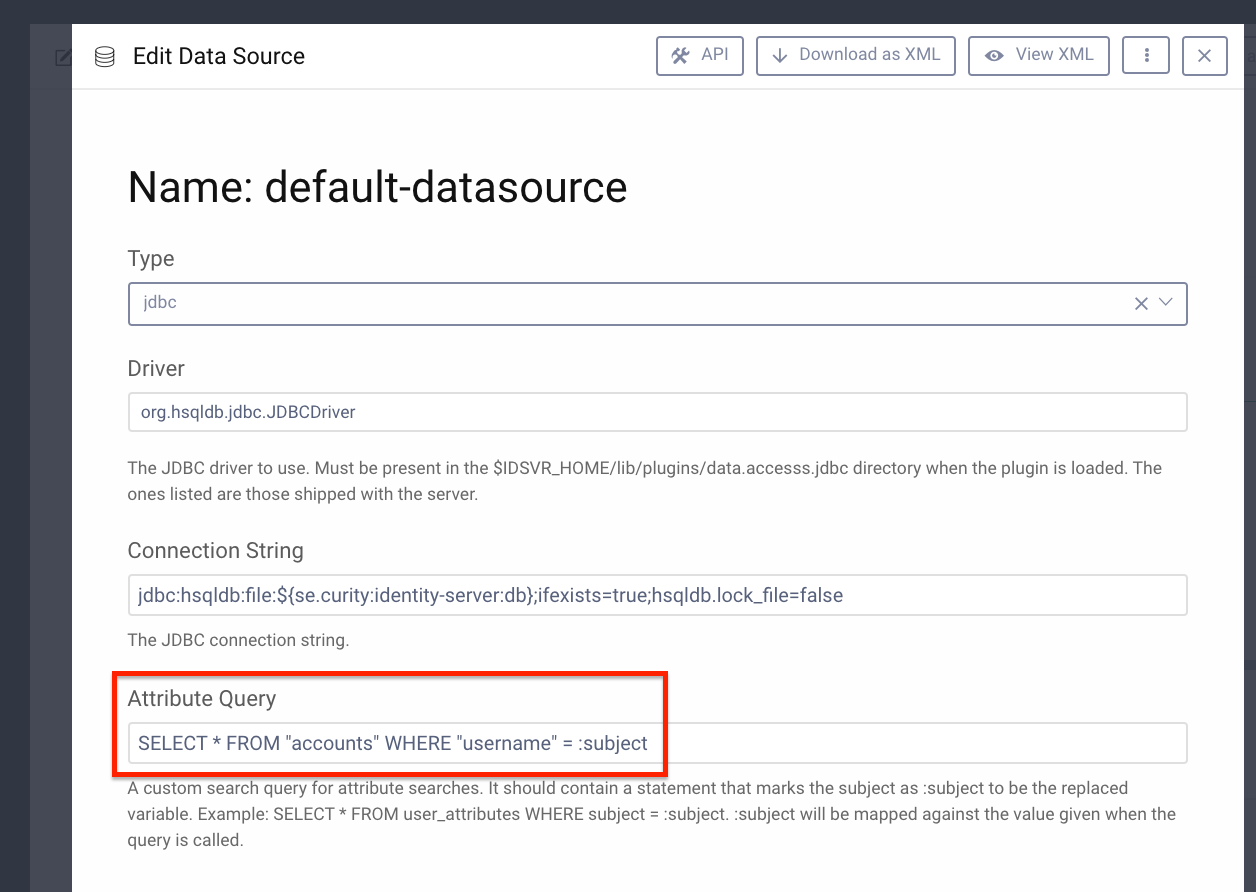 Edit Data Source
API
Download as XML
View XML
Name: default-datasource
Type
jdbc
Driver
org.hsqldb.jdbc.JDBCDriver
The JDBC driver to use. Must be present in the $IDSVR_HOME/lib/plugins/data.accesss.jdbc directory when the plugin is loaded. The
ones listed are those shipped with the server.
Connection String
jdbc:hsqldb:file:${se.curity:identity-server:db};ifexists=true;hsqldb.lock_file=false
The JDBC connection string.
Attribute Query
SELECT * FROM "accounts" WHERE "username" = :subject
A custom search query for attribute searches. It should contain a statement that marks the subject as :subject to be the replaced
variable. Example: SELECT * FROM user_attributes WHERE subject = :subject. :subject will be mapped against the value given when the
query is called.